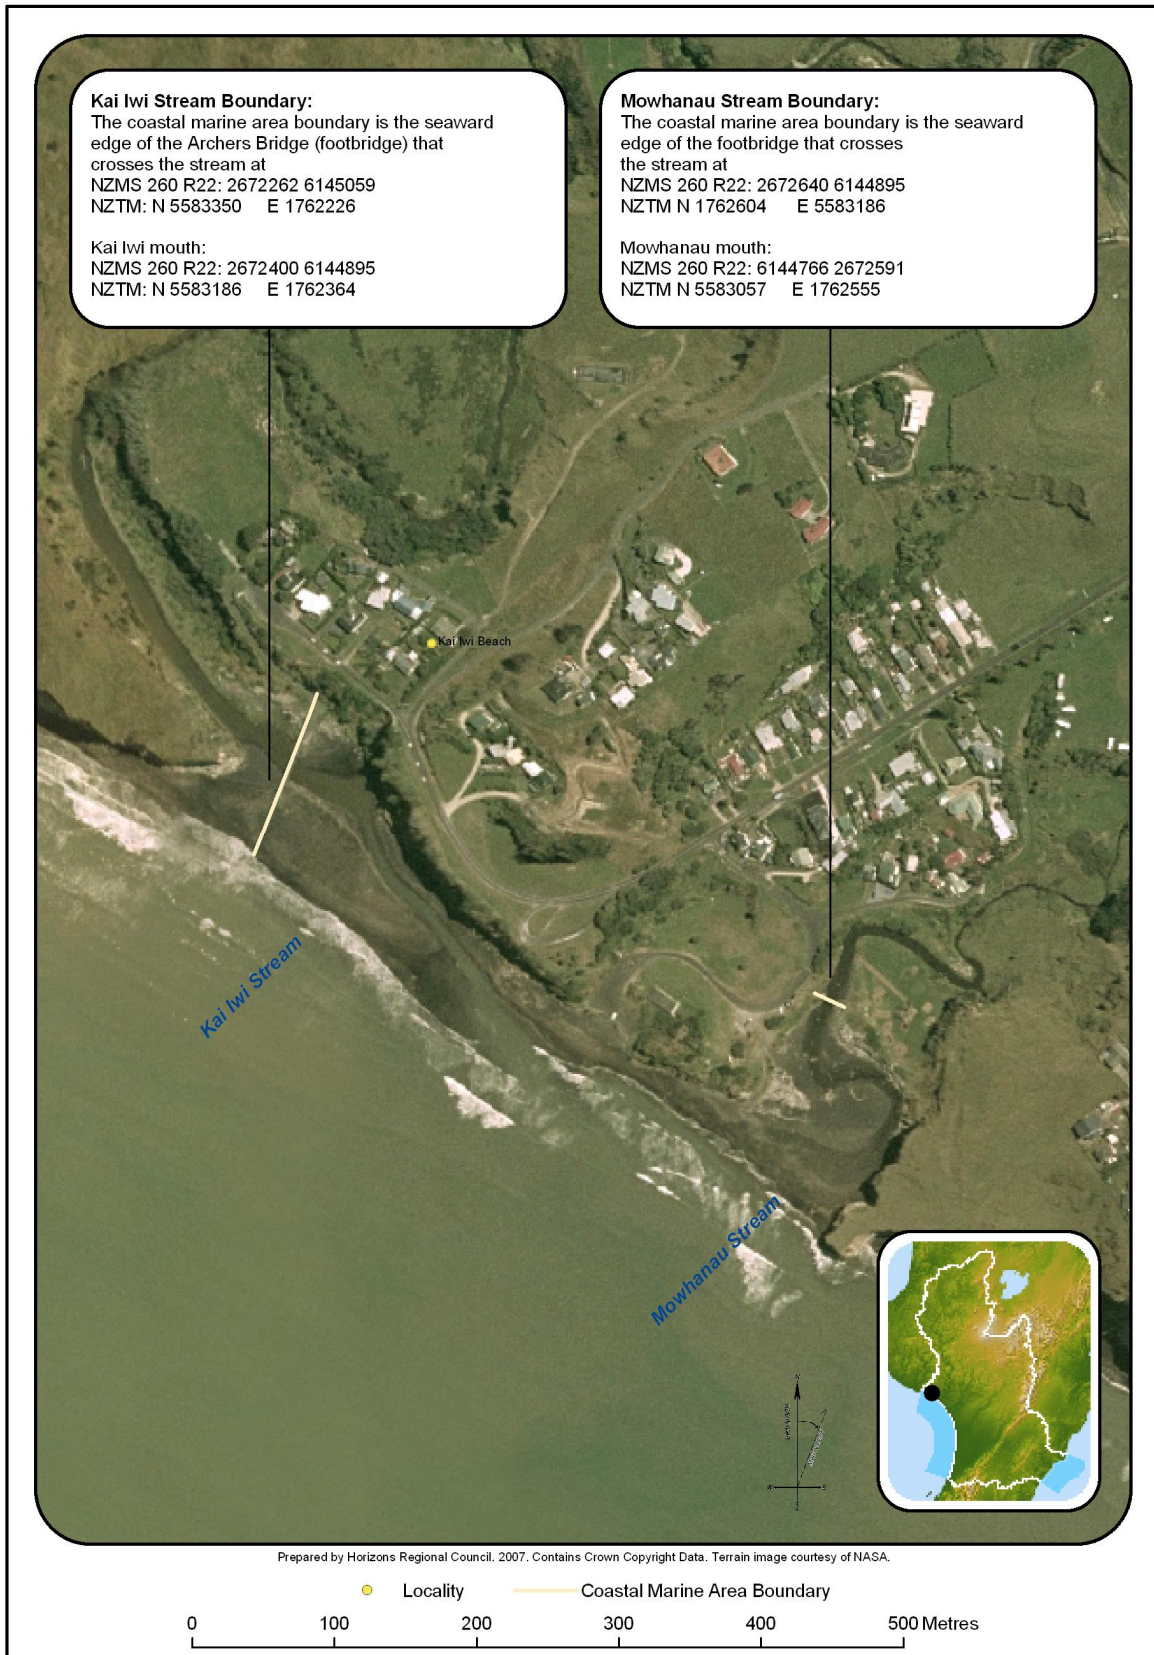 Kai Iwi Stream Boundary:
The coastal marine area boundary is the seaward
edge of the Archers Bridge (footbridge) that
crosses the stream at
NZMS 260 R22: 2672262 6145059
NZTM: N 5583350 E 1762226
Kai Iwi mouth:
NZMS 260 R22: 2672400 6144895
NZTM: N 5583186 E 1762364
Mowhanau Stream Boundary:
The coastal marine area boundary is the seaward
edge of the footbridge that crosses
the stream at
NZMS 260 R22: 2672640 6144895
NZTM N 1762604 E 5583186
Mowhanau mouth:
NZMS 260 R22: 6144766 2672591
NZTM N 5583057 E 1762555
Kai Iwi Beach
Kai Iwi Stream
Mowhanau Stream
N
Prepared by Horizons Regional Council. 2007. Contains Crown Copyright Data. Terrain image courtesy of NASA.
Locality
Coastal Marine Area Boundary
0 100 200 300 400 500 Metres